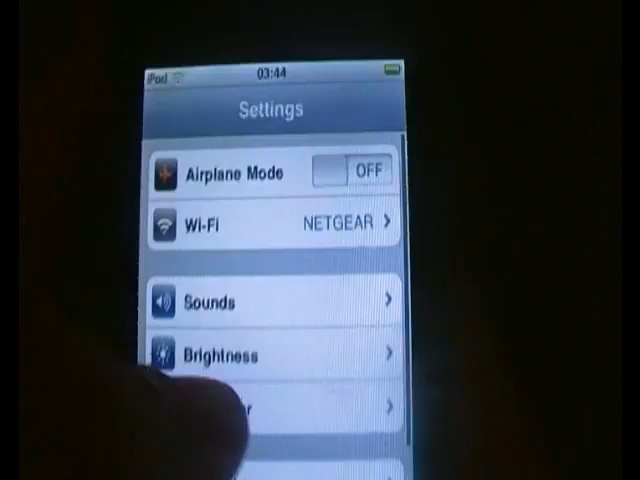 iPod 03:44
Settings
Airplane Mode OFF
Wi-Fi NETGEAR
Sounds
Brightness